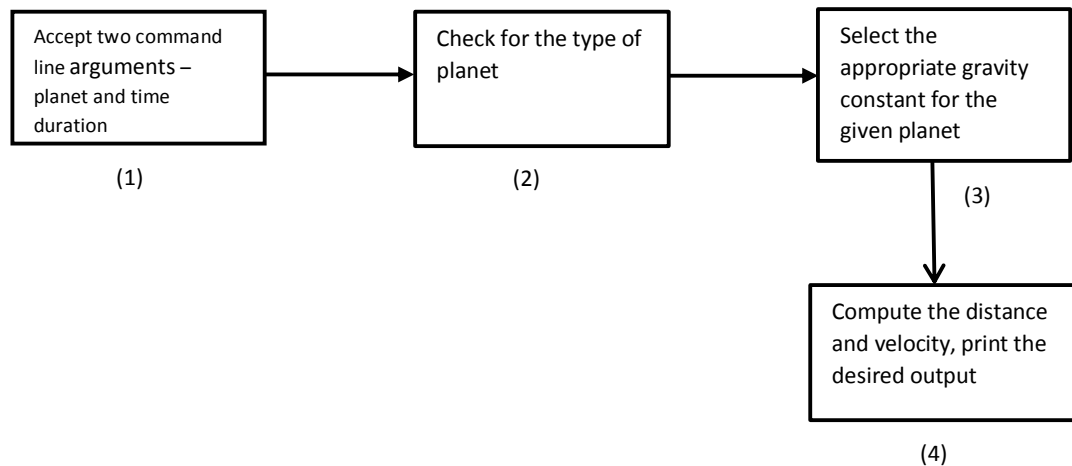 Accept two command
line arguments –
planet and time
duration
(1)
Check for the type of
planet
(2)
Select the
appropriate gravity
constant for the
given planet
(3)
Compute the distance
and velocity, print the
desired output
(4)